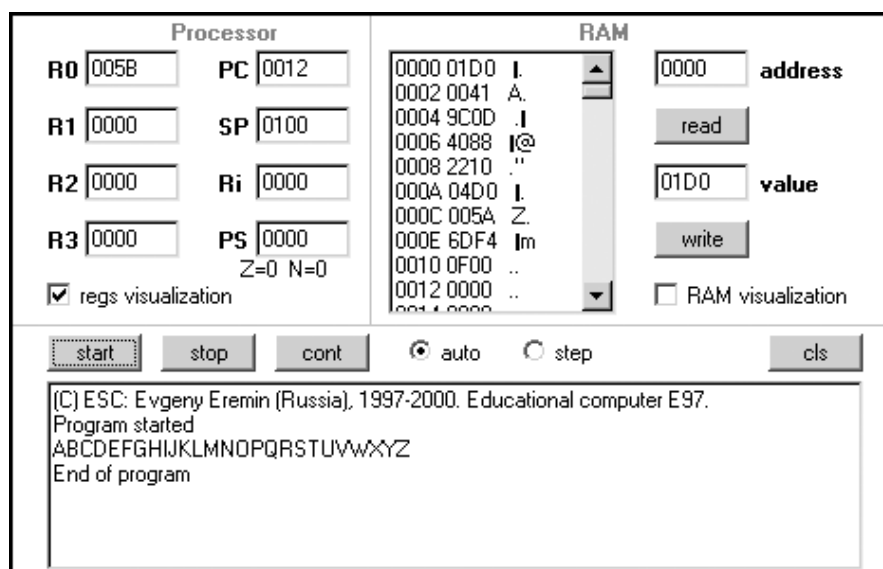 Processor
R0 005B PC 0012
R1 0000 SP 0100
R2 0000 Ri 0000
R3 0000 PS 0000
Z=0 N=0
regs visualization
RAM
0000 01D0 ▌.
0002 0041 A.
0004 9C0D .▌
0006 4088 ▌@
0008 2210 ."
000A 04D0 ▌.
000C 005A Z.
000E 6DF4 ▌m
0010 0F00 ..
0012 0000 ..
0000 address
read
01D0 value
write
RAM visualization
start stop cont auto step cls
(C) ESC: Evgeny Eremin (Russia), 1997-2000. Educational computer E97.
Program started
ABCDEFGHIJKLMNOPQRSTUVWXYZ
End of program